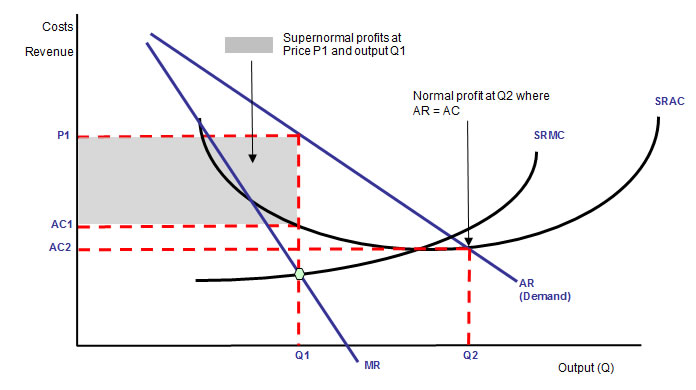 Costs
Revenue
Supernormal profits at
Price P1 and output Q1
Normal profit at Q2 where
AR = AC
SRAC
SRMC
P1
AC1
AC2
AR
(Demand)
Q1
Q2
MR
Output (Q)